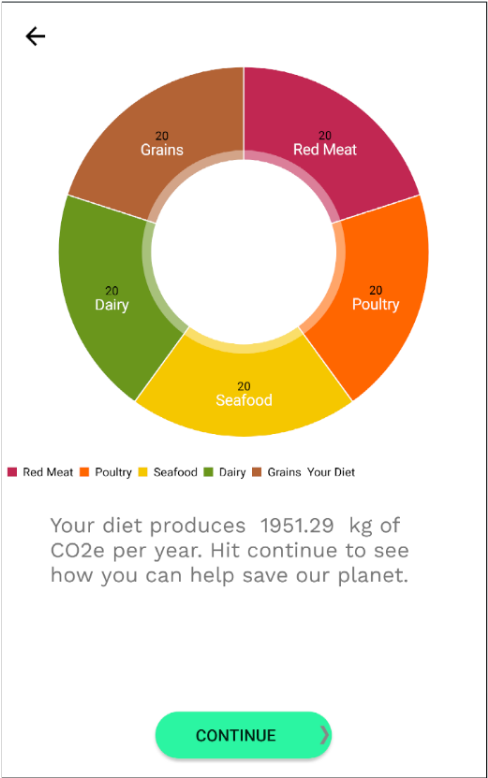 20
Grains
20
Red Meat
20
Dairy
20
Poultry
20
Seafood
Red Meat Poultry Seafood Dairy Grains Your Diet
Your diet produces 1951.29 kg of
CO2e per year. Hit continue to see
how you can help save our planet.
CONTINUE